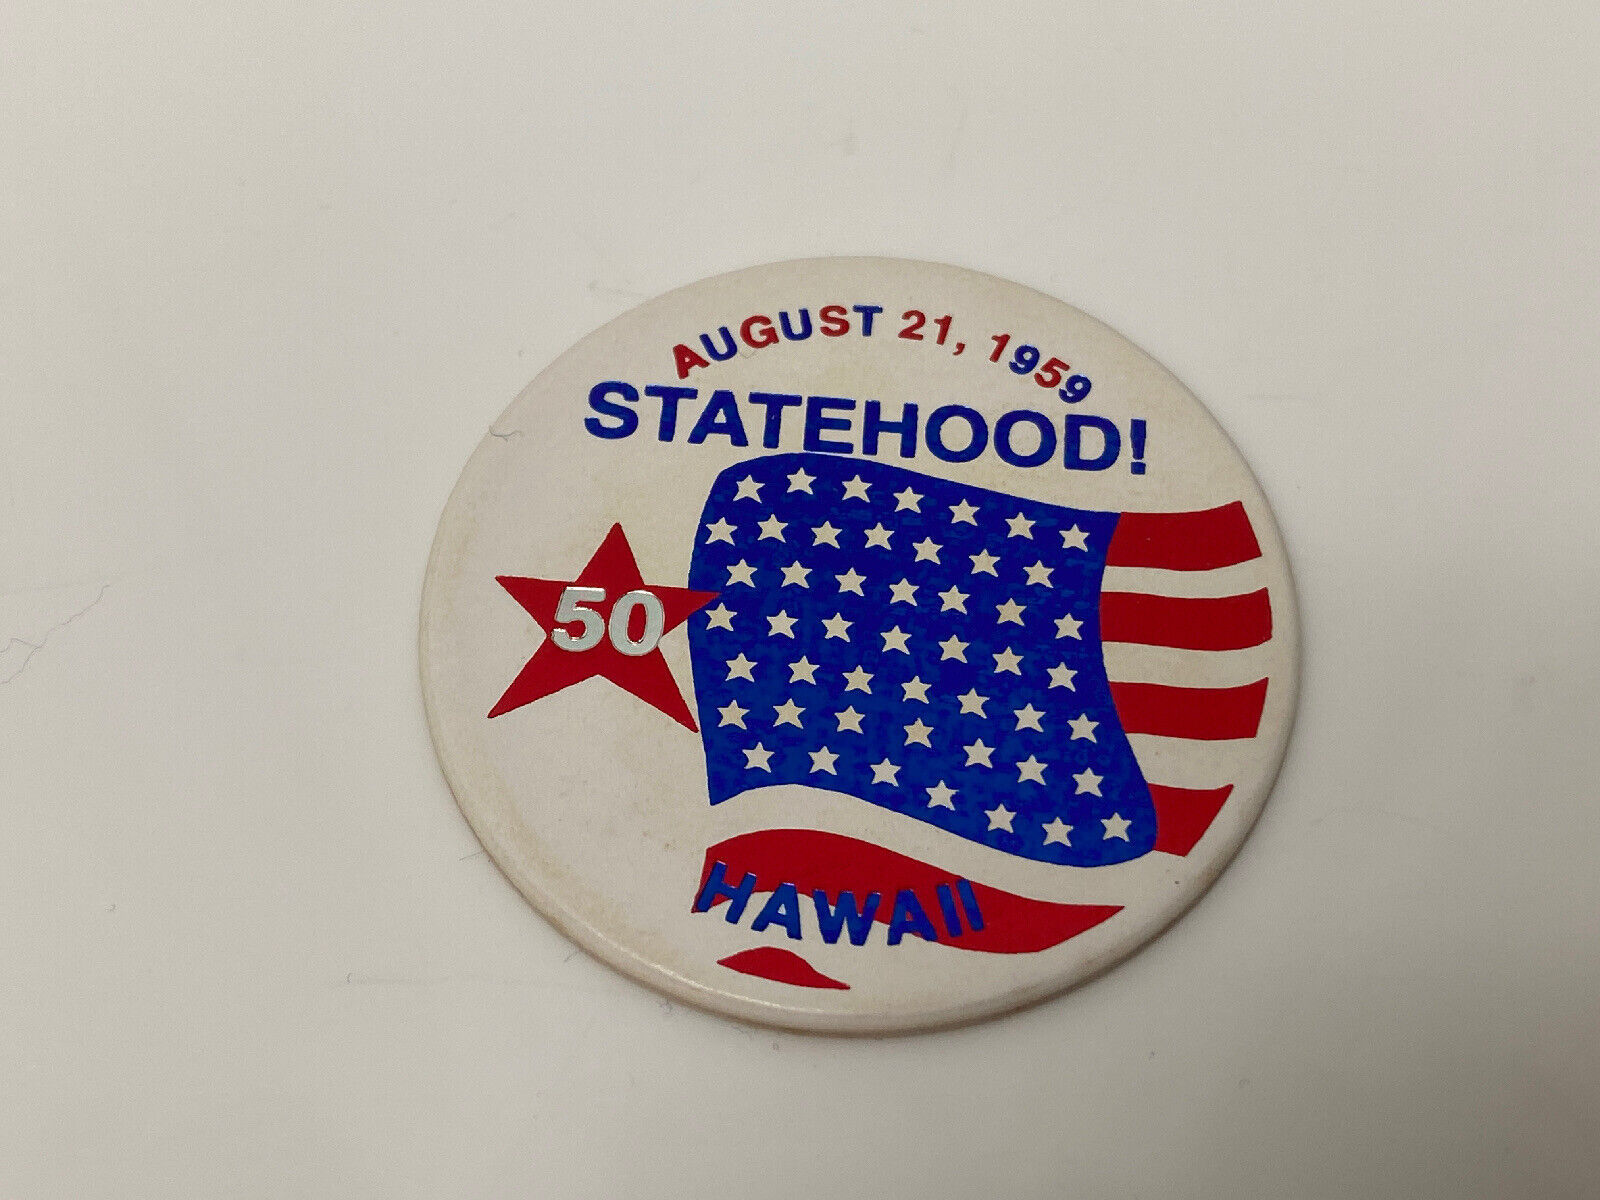 AUGUST 21, 1959
STATEHOOD!
50
HAWAII